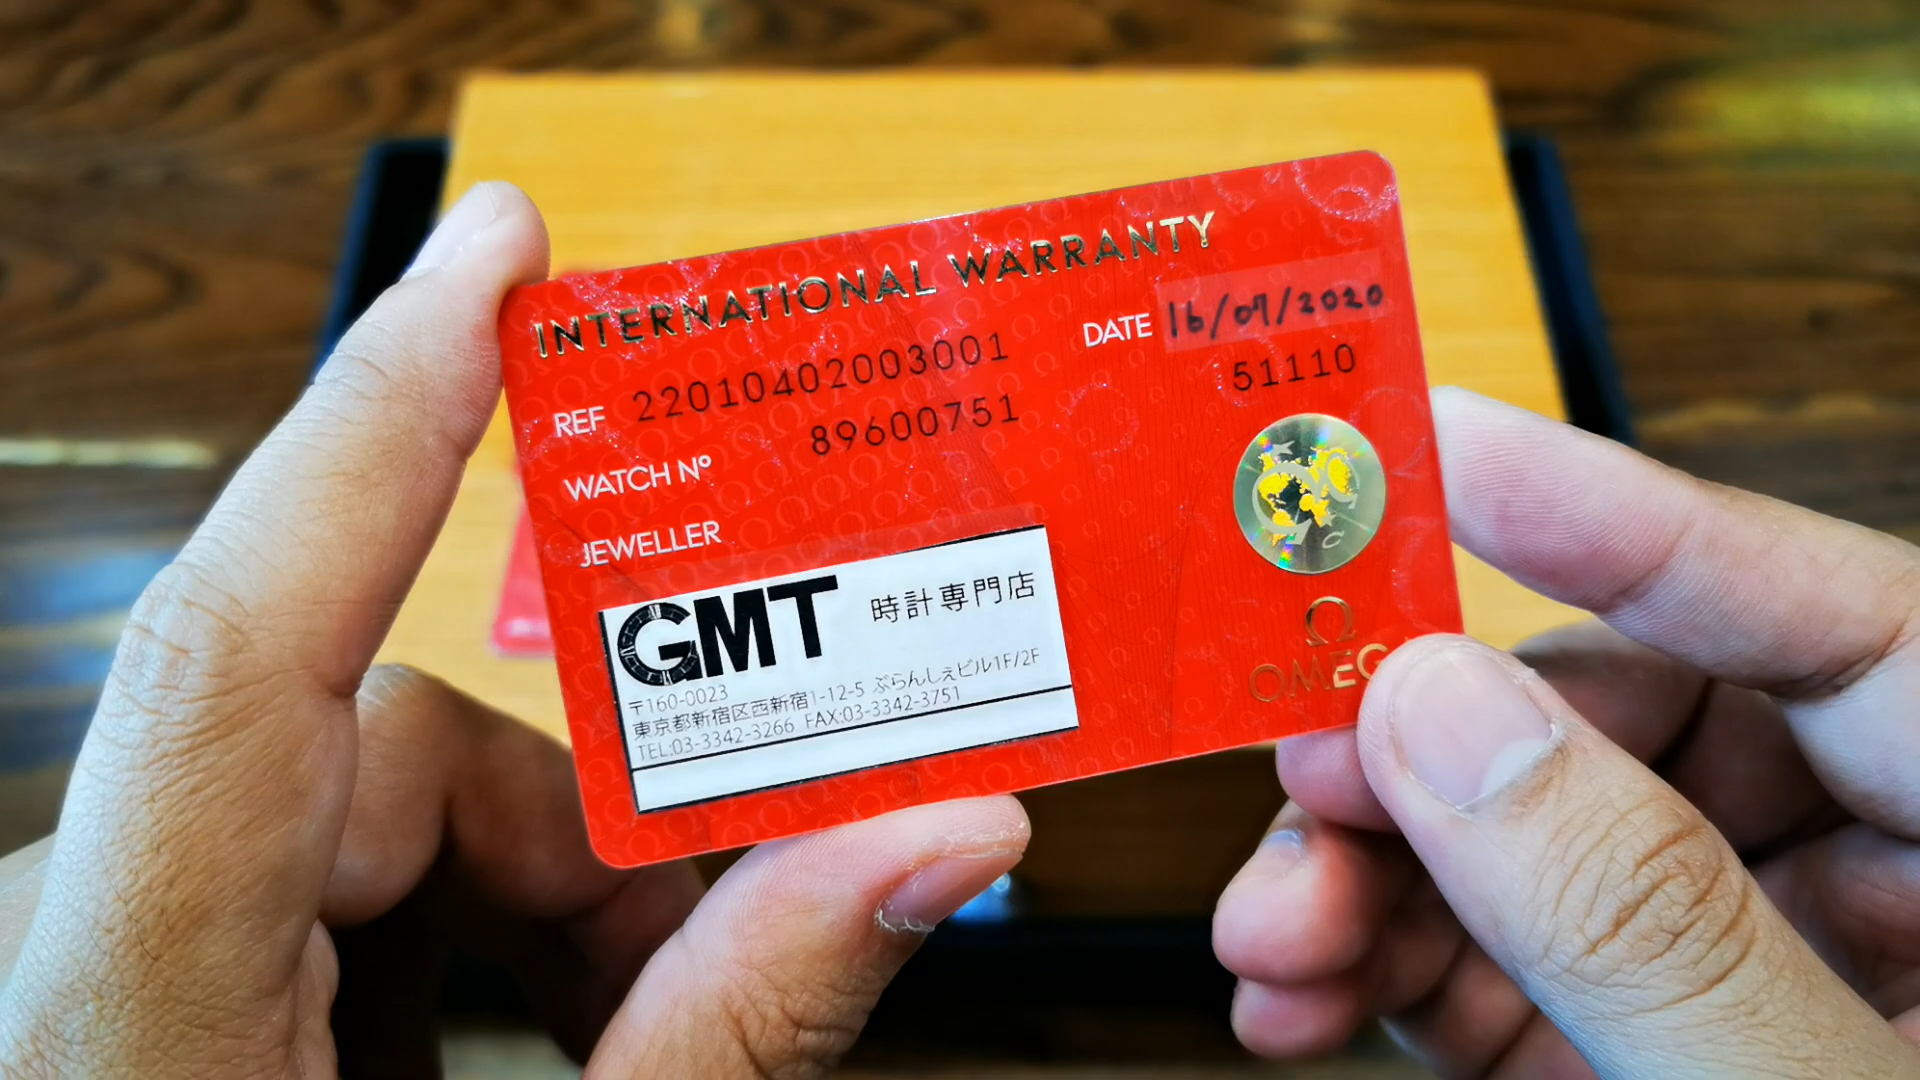 INTERNATIONAL WARRANTY
DATE 16/07/2020
REF 22010402003001
51110
WATCH Nº 89600751
JEWELLER
GMT 時計専門店
〒160-0023
東京都新宿区西新宿1-12-5 ぶらんしぇビル1F/2F
TEL:03-3342-3266 FAX:03-3342-3751
Ω
OMEG